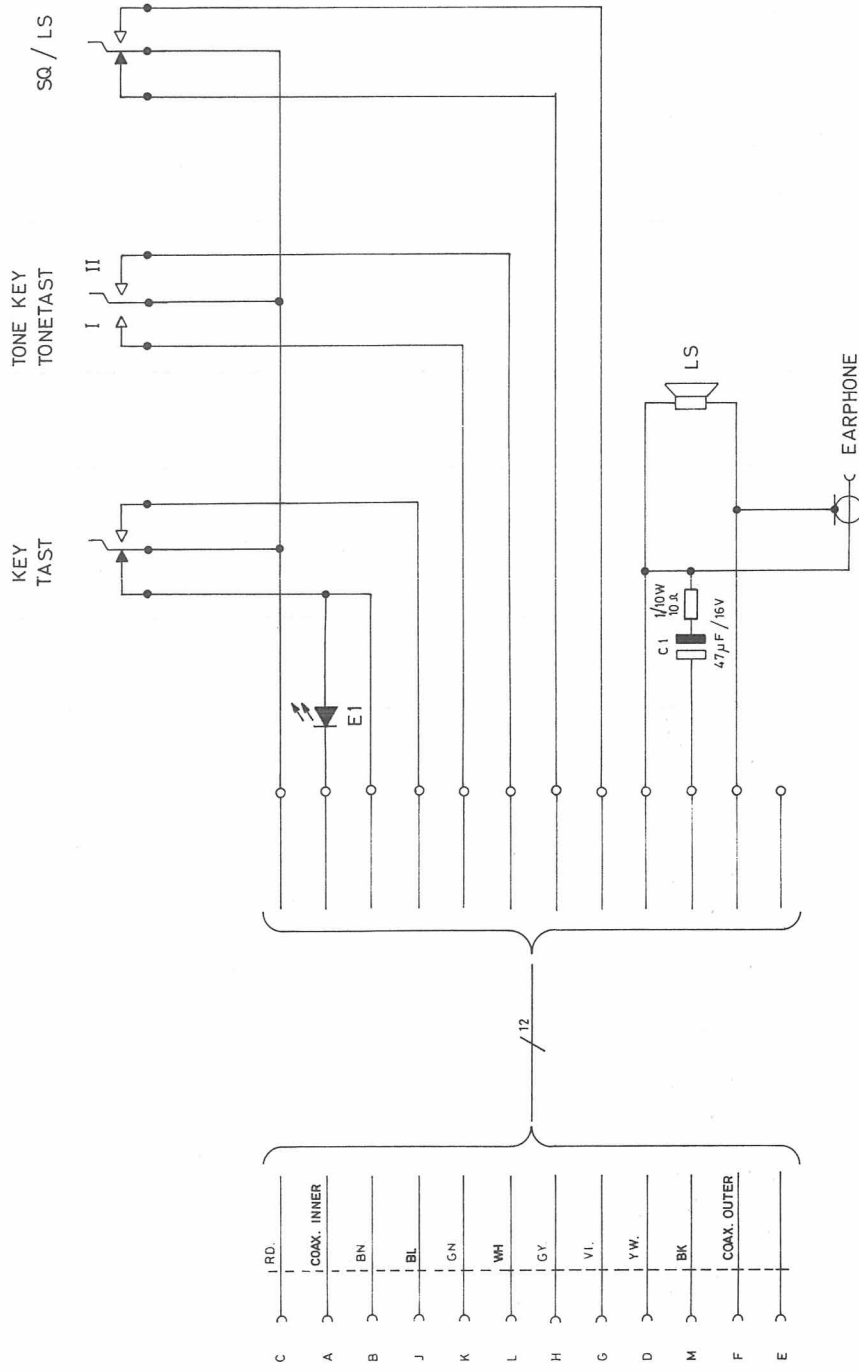 KEY
TAST
TONE KEY
TONETAST
I
II
SQ / LS
E1
1/10W
10 Ω
C1
47µF/16V
LS
EARPHONE
12
C
RD.
A
COAX. INNER
B
BN
J
BL
K
GN
L
WH
H
GY
G
VI.
D
YW.
M
BK
F
COAX. OUTER
E